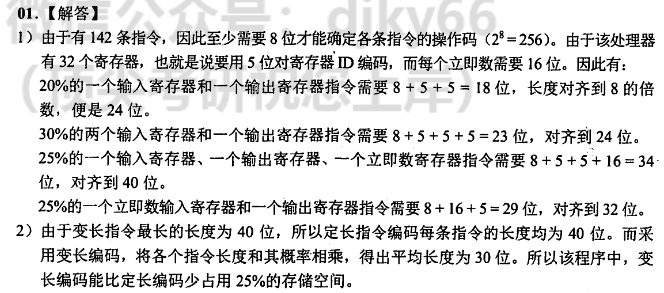 01.【解答】
1）由于有 142 条指令，因此至少需要 8 位才能确定各条指令的操作码（2⁸ = 256）。由于该处理器
有 32 个寄存器，也就是说要用 5 位对寄存器 ID 编码，而每个立即数需要 16 位。因此有：
20%的一个输入寄存器和一个输出寄存器指令需要 8 + 5 + 5 = 18 位，长度对齐到 8 的倍
数，便是 24 位。
30%的两个输入寄存器和一个输出寄存器指令需要 8 + 5 + 5 + 5 = 23 位，对齐到 24 位。
25%的一个输入寄存器、一个输出寄存器、一个立即数寄存器指令需要 8 + 5 + 5 + 16 = 34
位，对齐到 40 位。
25%的一个立即数输入寄存器和一个输出寄存器指令需要 8 + 16 + 5 = 29 位，对齐到 32 位。
2）由于变长指令最长的长度为 40 位，所以定长指令编码每条指令的长度均为 40 位。而采
用变长编码，将各个指令长度和其概率相乘，得出平均长度为 30 位。所以该程序中，变
长编码能比定长编码少占用 25%的存储空间。